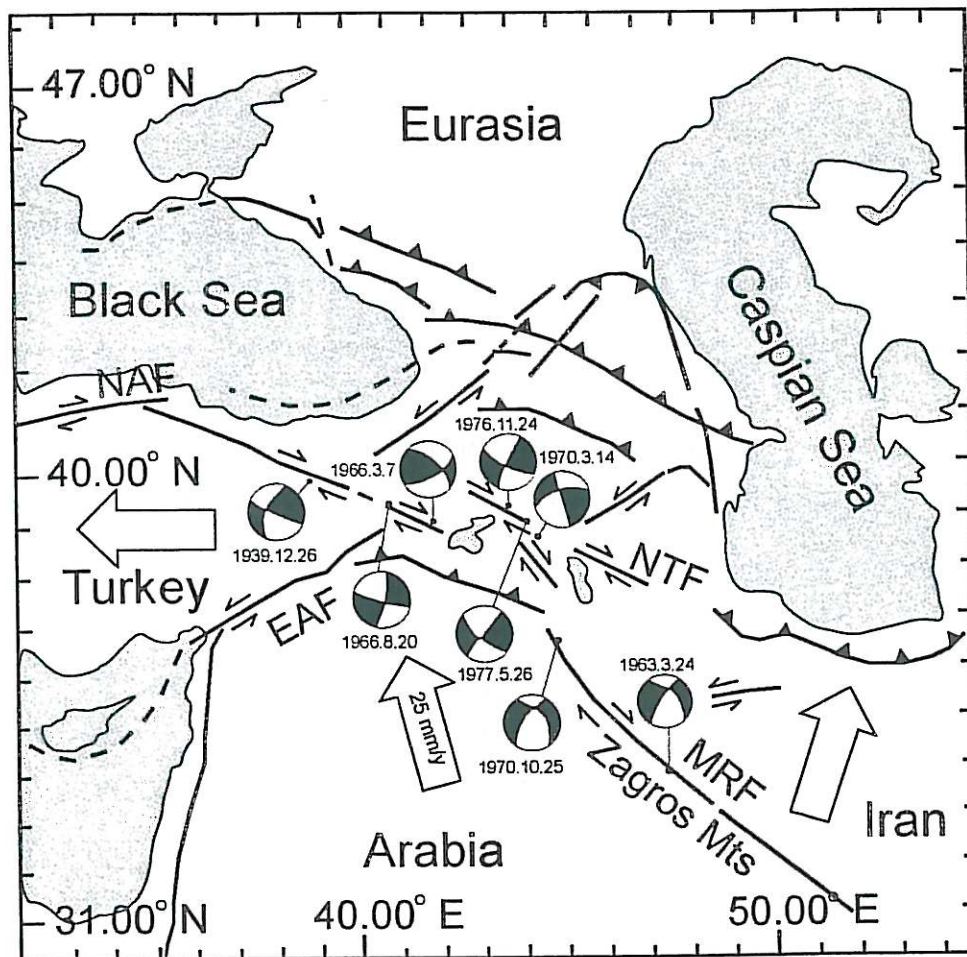 47.00° N
Eurasia
Black Sea
Caspian Sea
NAF
1976.11.24
1966.3.7
1970.3.14
40.00° N
1939.12.26
NTF
Turkey
EAF
1966.8.20
1977.5.26
1963.3.24
25 mm/y
1970.10.25
MRF
Zagros Mts
Iran
Arabia
31.00° N
40.00° E
50.00° E